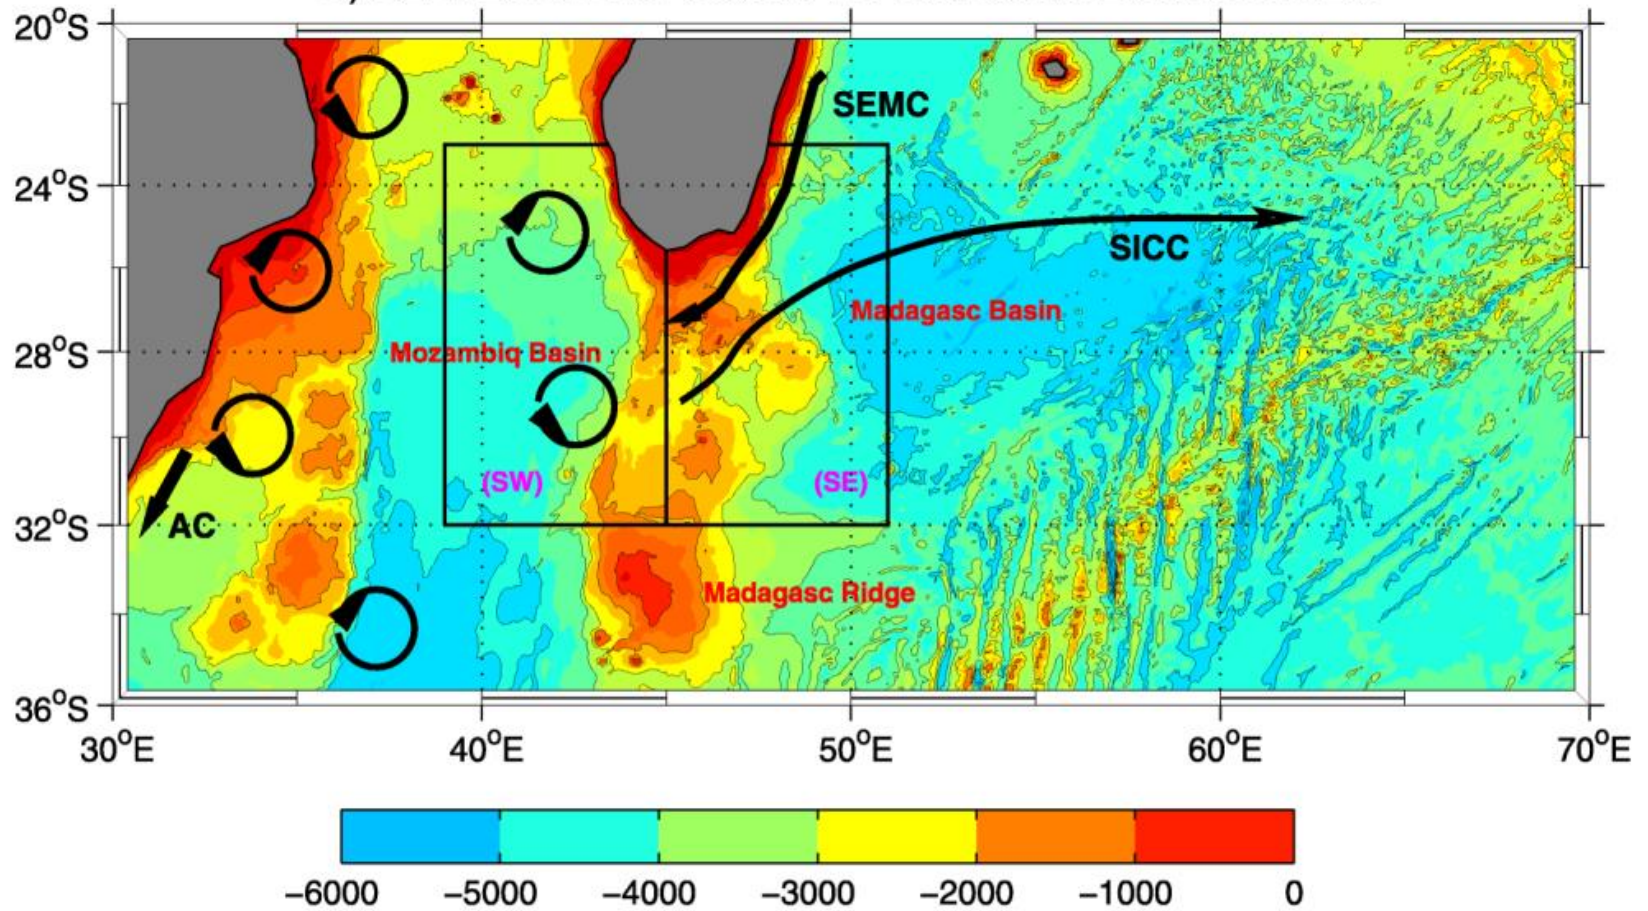 20°S
SEMC
24°S
SICC
Madagasc Basin
28°S
Mozambiq Basin
(SW)
(SE)
32°S
AC
Madagasc Ridge
36°S
30°E
40°E
50°E
60°E
70°E
−6000
−5000
−4000
−3000
−2000
−1000
0